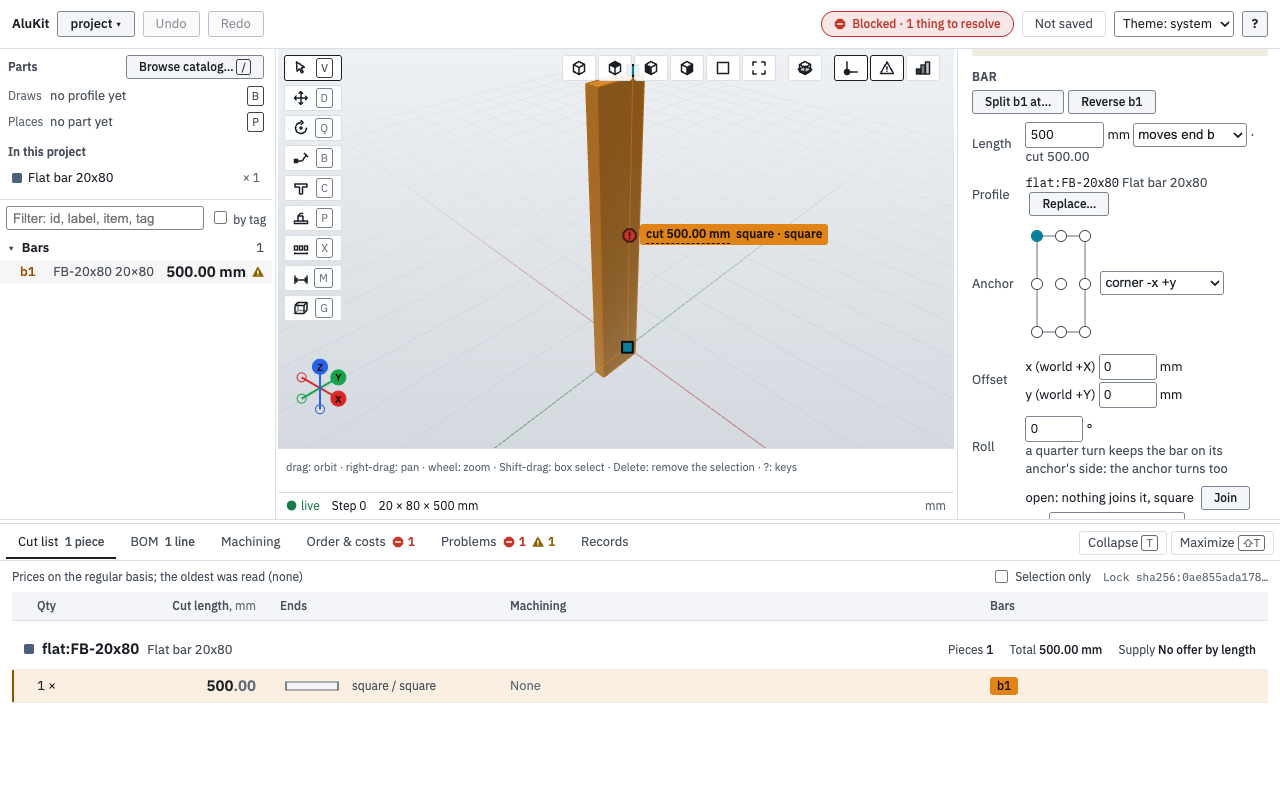 AluKit project ▾ Undo Redo Blocked · 1 thing to resolve Not saved Theme: system ?
Parts Browse catalog... /
Draws no profile yet B
Places no part yet P
In this project
Flat bar 20x80 × 1
Filter: id, label, item, tag by tag
▾ Bars 1
b1 FB-20x80 20×80 500.00 mm
V
D
Q
B
C
P
X
M
G
cut 500.00 mm square · square
Z
Y
X
drag: orbit · right-drag: pan · wheel: zoom · Shift-drag: box select · Delete: remove the selection · ?: keys
live Step 0 20 × 80 × 500 mm mm
BAR
Split b1 at... Reverse b1
Length 500 mm moves end b ·
cut 500.00
Profile flat:FB-20x80 Flat bar 20x80
Replace...
Anchor corner -x +y
Offset x (world +X) 0 mm
y (world +Y) 0 mm
Roll 0 °
a quarter turn keeps the bar on its
anchor's side: the anchor turns too
open: nothing joins it, square Join
Cut list 1 piece BOM 1 line Machining Order & costs 1 Problems 1 1 Records Collapse T Maximize ⇧T
Prices on the regular basis; the oldest was read (none) Selection only Lock sha256:0ae855ada178…
Qty Cut length, mm Ends Machining Bars
flat:FB-20x80 Flat bar 20x80 Pieces 1 Total 500.00 mm Supply No offer by length
1 × 500.00 square / square None b1